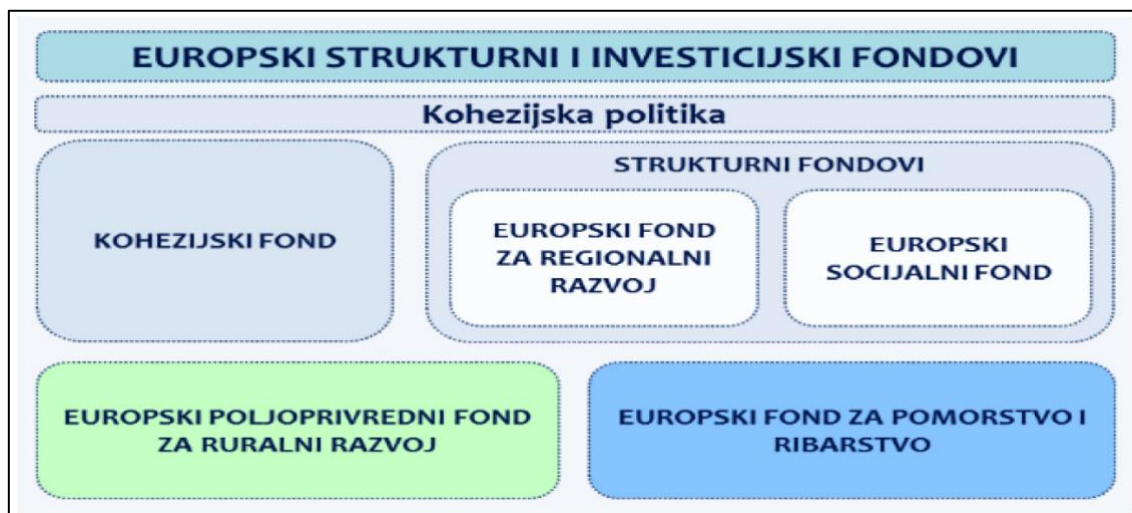 EUROPSKI STRUKTURNI I INVESTICIJSKI FONDOVI
Kohezijska politika
KOHEZIJSKI FOND
STRUKTURNI FONDOVI
EUROPSKI FOND
ZA REGIONALNI
RAZVOJ
EUROPSKI
SOCIJALNI FOND
EUROPSKI POLJOPRIVREDNI FOND
ZA RURALNI RAZVOJ
EUROPSKI FOND ZA POMORSTVO I
RIBARSTVO